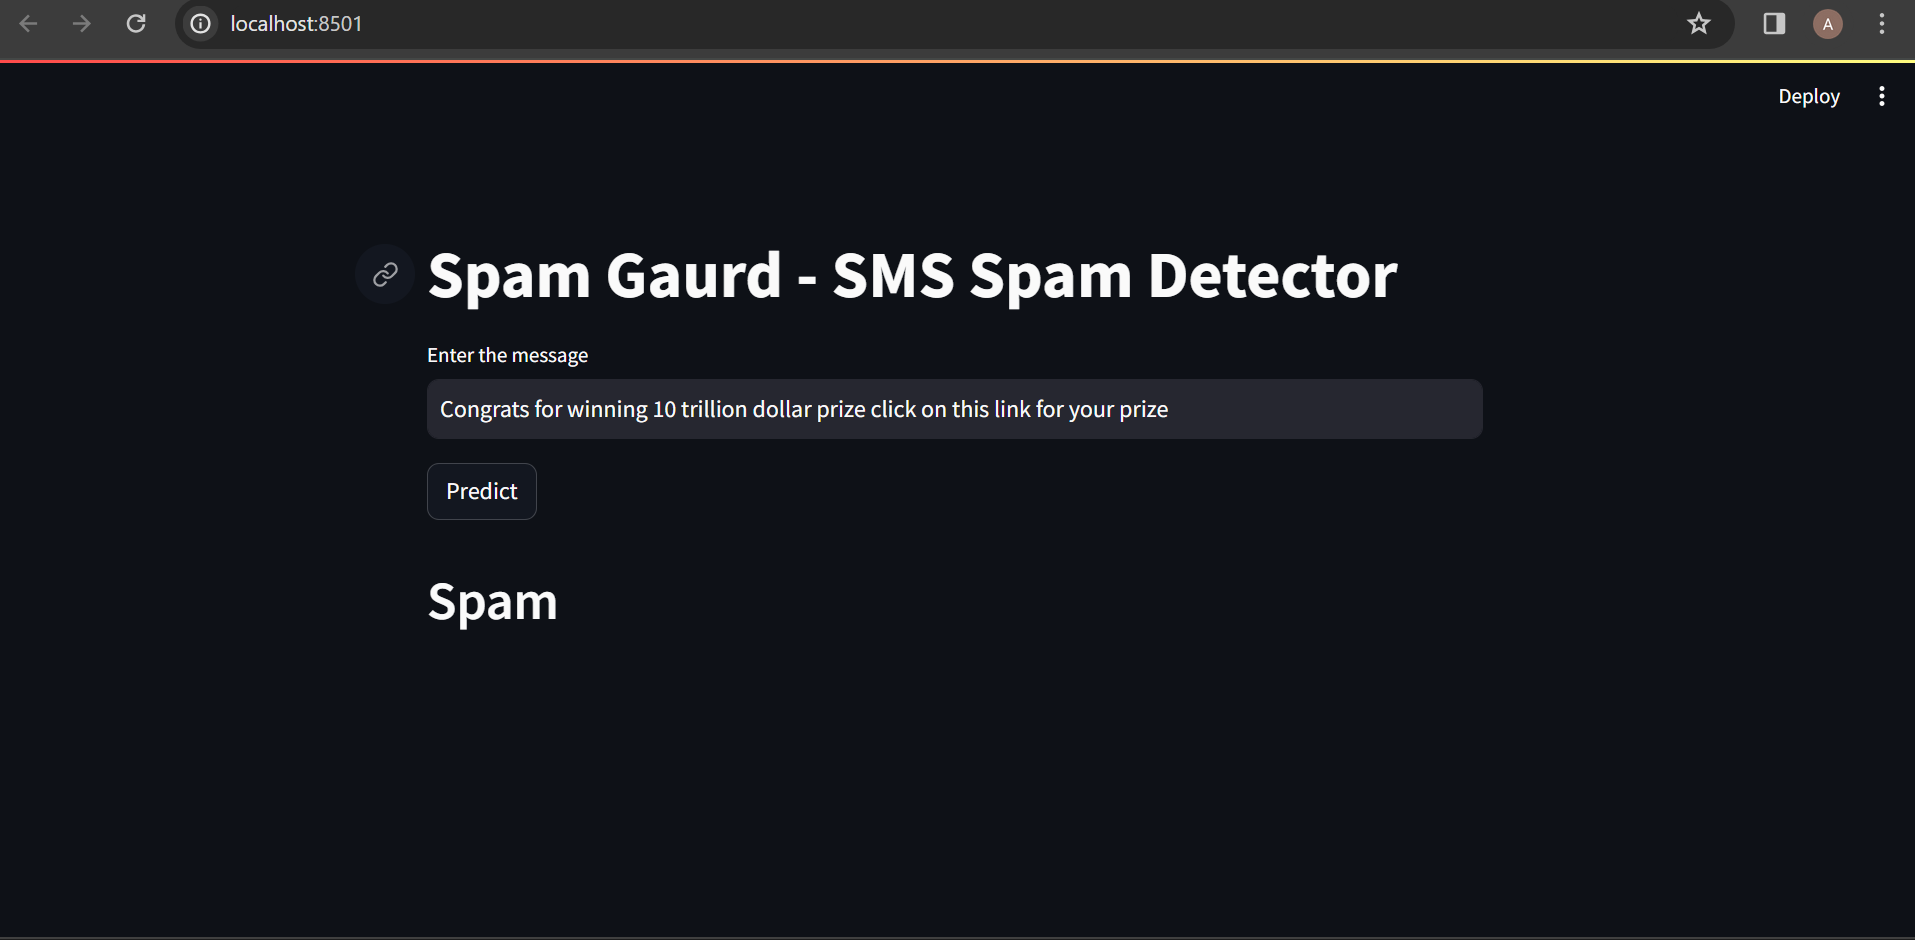 localhost:8501
A
Deploy
Spam Gaurd - SMS Spam Detector
Enter the message
Congrats for winning 10 trillion dollar prize click on this link for your prize
Predict
Spam